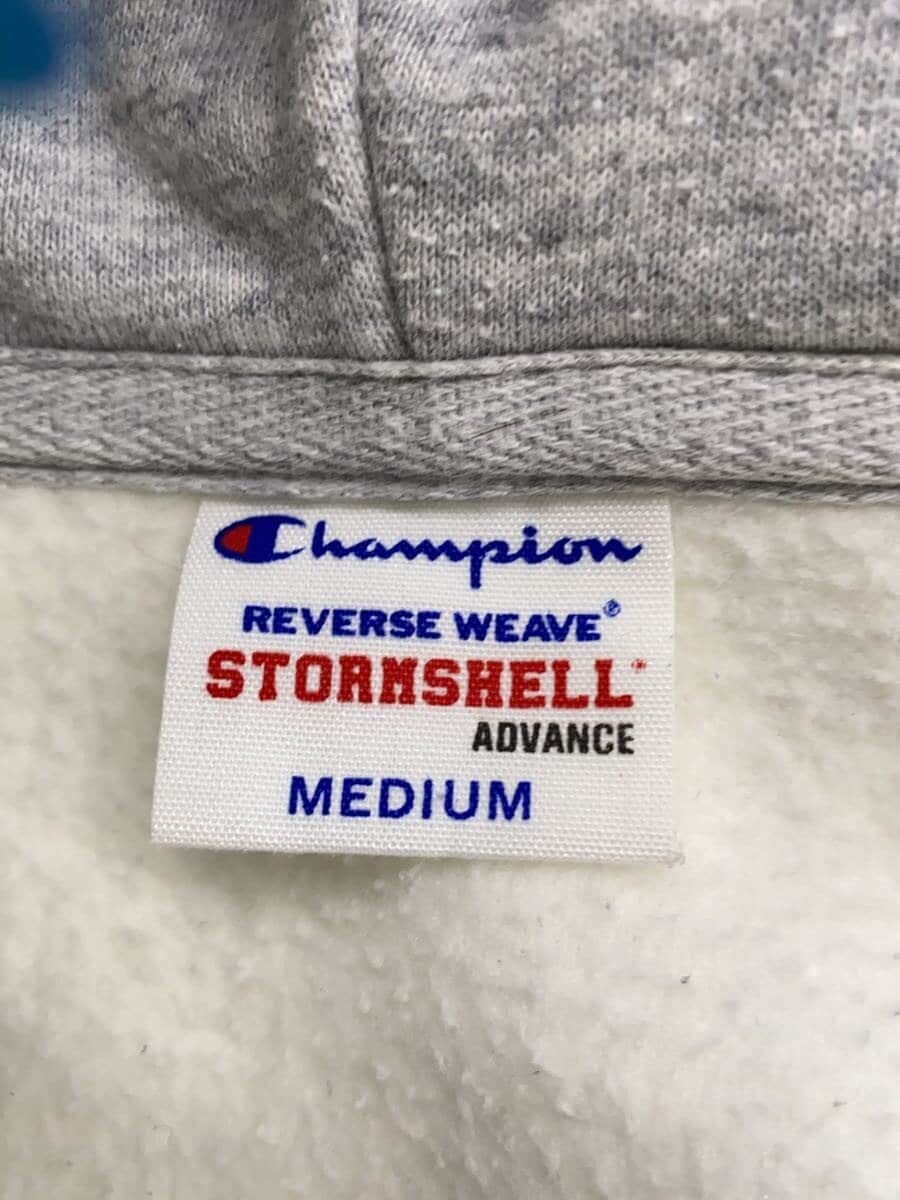 Champion
REVERSE WEAVE®
STORMSHELL
ADVANCE
MEDIUM